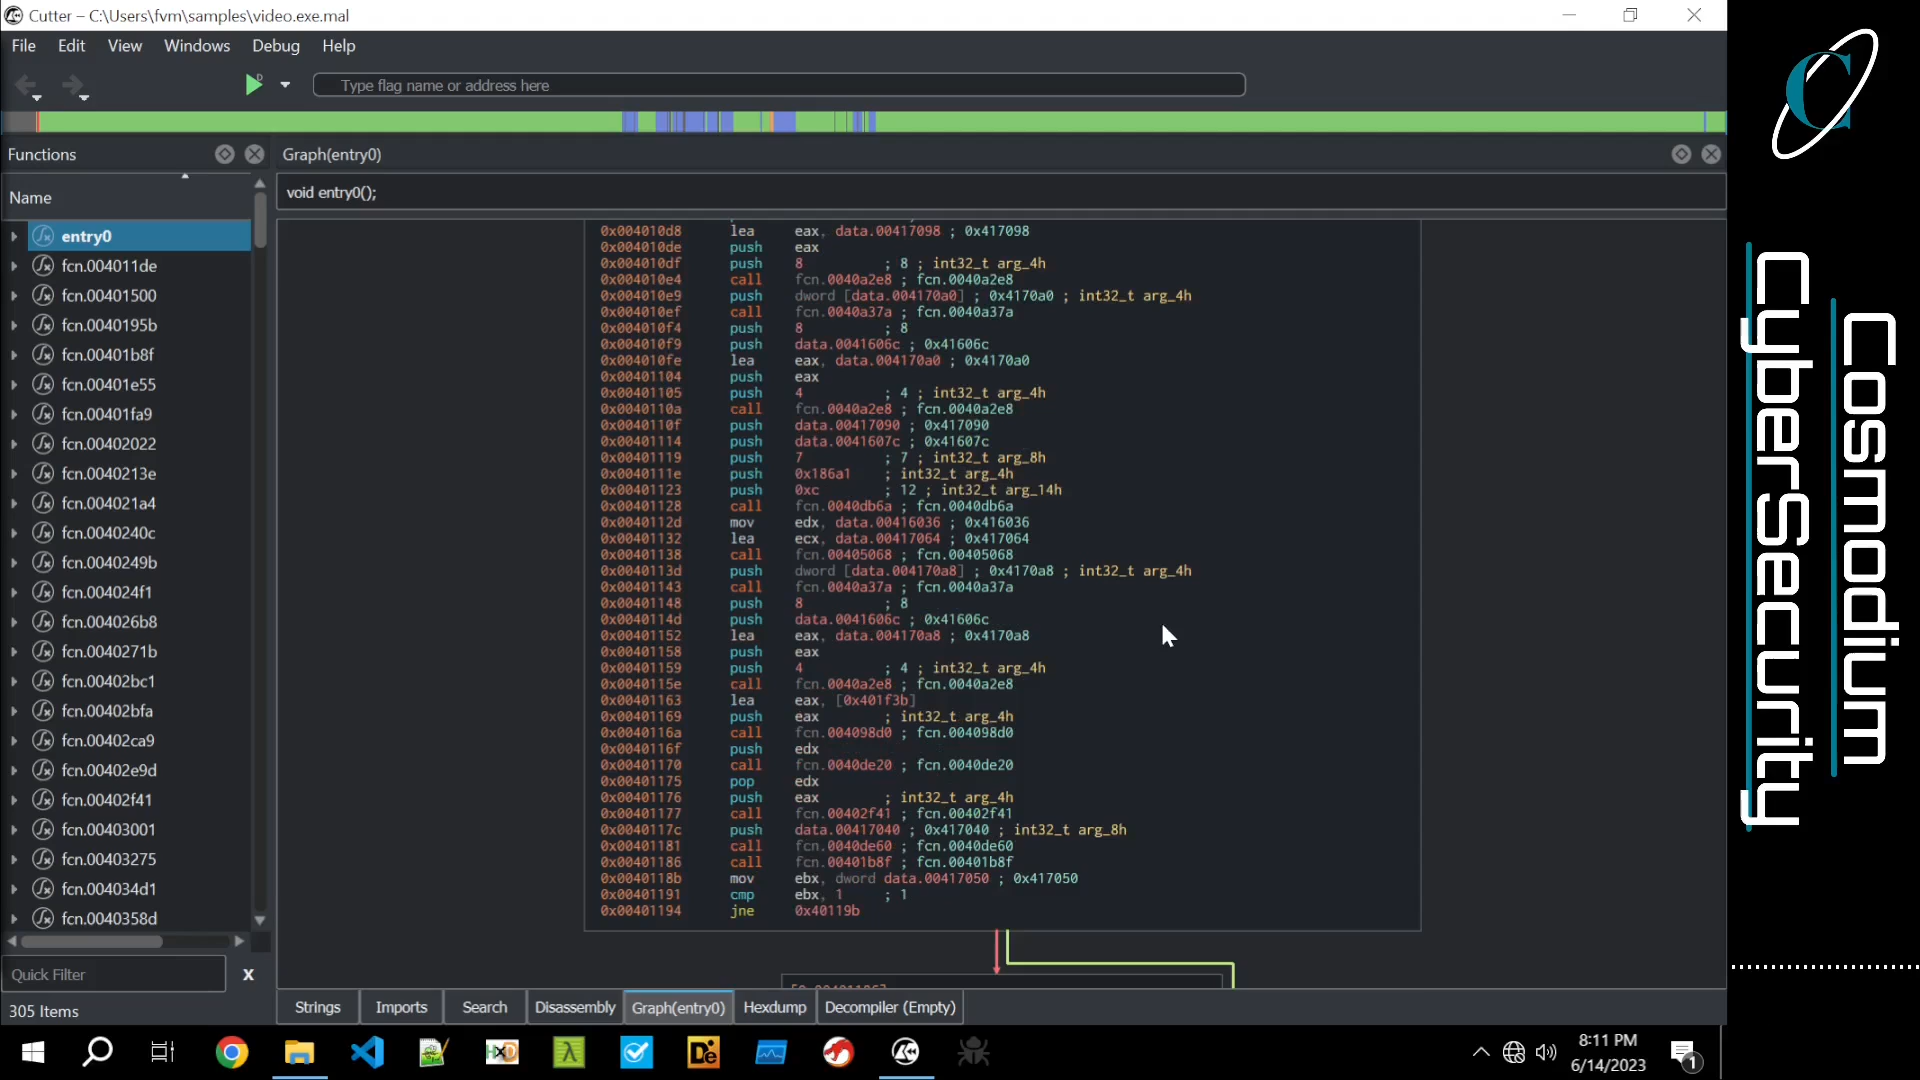 Cutter – C:\Users\fvm\samples\video.exe.mal
File Edit View Windows Debug Help
Type flag name or address here
Functions
Graph(entry0)
Name
void entry0();
entry0
fcn.004011de
fcn.00401500
fcn.0040195b
fcn.00401b8f
fcn.00401e55
fcn.00401fa9
fcn.00402022
fcn.0040213e
fcn.004021a4
fcn.0040240c
fcn.0040249b
fcn.004024f1
fcn.004026b8
fcn.0040271b
fcn.00402bc1
fcn.00402bfa
fcn.00402ca9
fcn.00402e9d
fcn.00402f41
fcn.00403001
fcn.00403275
fcn.004034d1
fcn.0040358d
Quick Filter x
305 Items
0x004010d8 lea eax, data.00417098 ; 0x417098
0x004010de push eax
0x004010df push 8 ; 8 ; int32_t arg_4h
0x004010e4 call fcn.0040a2e8 ; fcn.0040a2e8
0x004010e9 push dword [data.004170a0] ; 0x4170a0 ; int32_t arg_4h
0x004010ef call fcn.0040a37a ; fcn.0040a37a
0x004010f4 push 8 ; 8
0x004010f9 push data.0041606c ; 0x41606c
0x004010fe lea eax, data.004170a0 ; 0x4170a0
0x00401104 push eax
0x00401105 push 4 ; 4 ; int32_t arg_4h
0x0040110a call fcn.0040a2e8 ; fcn.0040a2e8
0x0040110f push data.00417090 ; 0x417090
0x00401114 push data.0041607c ; 0x41607c
0x00401119 push 7 ; 7 ; int32_t arg_8h
0x0040111e push 0x186a1 ; int32_t arg_4h
0x00401123 push 0xc ; 12 ; int32_t arg_14h
0x00401128 call fcn.0040db6a ; fcn.0040db6a
0x0040112d mov edx, data.00416036 ; 0x416036
0x00401132 lea ecx, data.00417064 ; 0x417064
0x00401138 call fcn.00405068 ; fcn.00405068
0x0040113d push dword [data.004170a8] ; 0x4170a8 ; int32_t arg_4h
0x00401143 call fcn.0040a37a ; fcn.0040a37a
0x00401148 push 8 ; 8
0x0040114d push data.0041606c ; 0x41606c
0x00401152 lea eax, data.004170a8 ; 0x4170a8
0x00401158 push eax
0x00401159 push 4 ; 4 ; int32_t arg_4h
0x0040115e call fcn.0040a2e8 ; fcn.0040a2e8
0x00401163 lea eax, [0x401f3b]
0x00401169 push eax ; int32_t arg_4h
0x0040116a call fcn.004098d0 ; fcn.004098d0
0x0040116f push edx
0x00401170 call fcn.0040de20 ; fcn.0040de20
0x00401175 pop edx
0x00401176 push eax ; int32_t arg_4h
0x00401177 call fcn.00402f41 ; fcn.00402f41
0x0040117c push data.00417040 ; 0x417040 ; int32_t arg_8h
0x00401181 call fcn.0040de60 ; fcn.0040de60
0x00401186 call fcn.00401b8f ; fcn.00401b8f
0x0040118b mov ebx, dword data.00417050 ; 0x417050
0x00401191 cmp ebx, 1 ; 1
0x00401194 jne 0x40119b
Strings Imports Search Disassembly Graph(entry0) Hexdump Decompiler (Empty)
8:11 PM
6/14/2023
1
Cosmodium
CyberSecurity